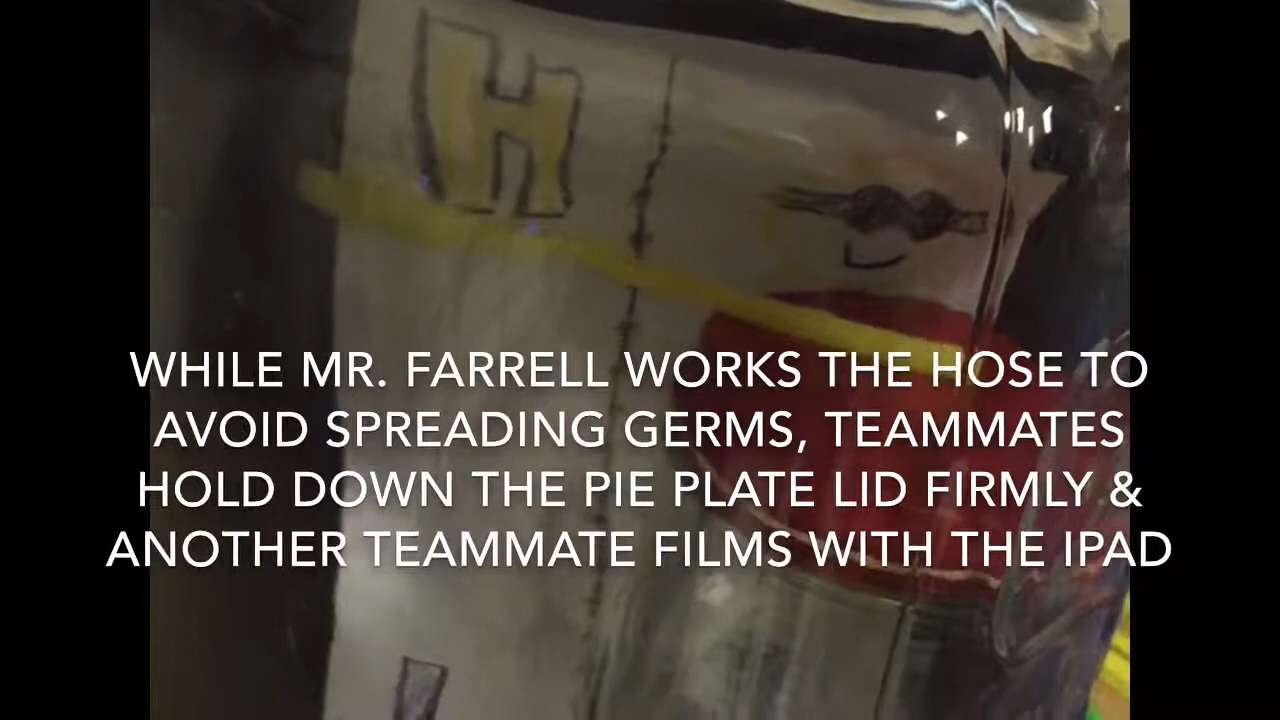 H
L
WHILE MR. FARRELL WORKS THE HOSE TO
AVOID SPREADING GERMS, TEAMMATES
HOLD DOWN THE PIE PLATE LID FIRMLY &
ANOTHER TEAMMATE FILMS WITH THE IPAD